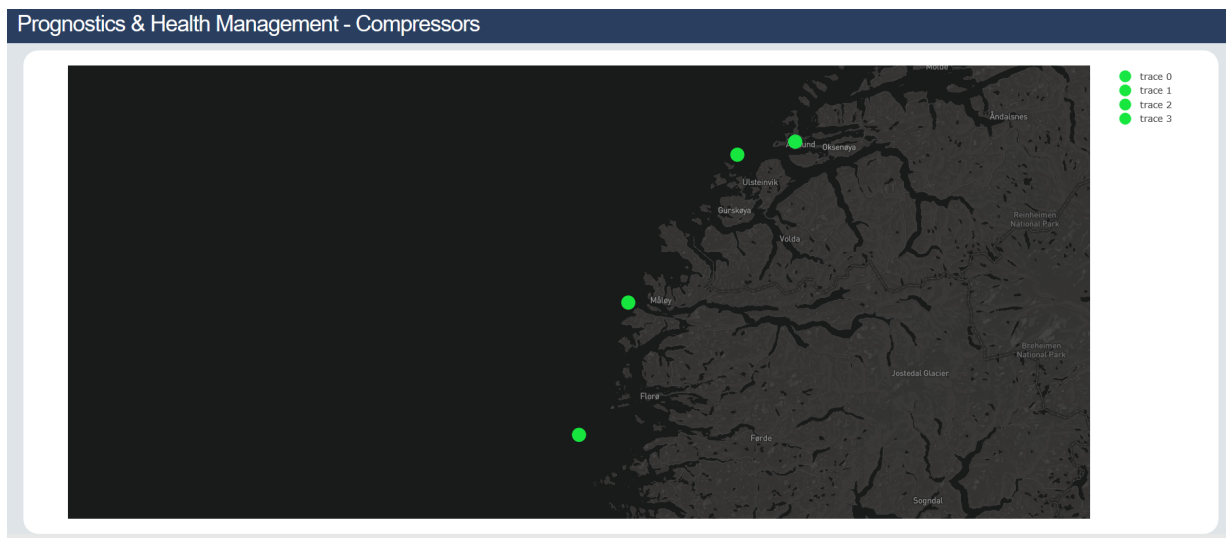 Prognostics & Health Management - Compressors
trace 0
trace 1
trace 2
trace 3
Molde
Åndalsnes
Oksenøya
Ulsteinvik
Gurskøya
Reinheimen
National Park
Volda
Måløy
Breheimen
National Park
Jostedal Glacier
Florø
Førde
Sogndal